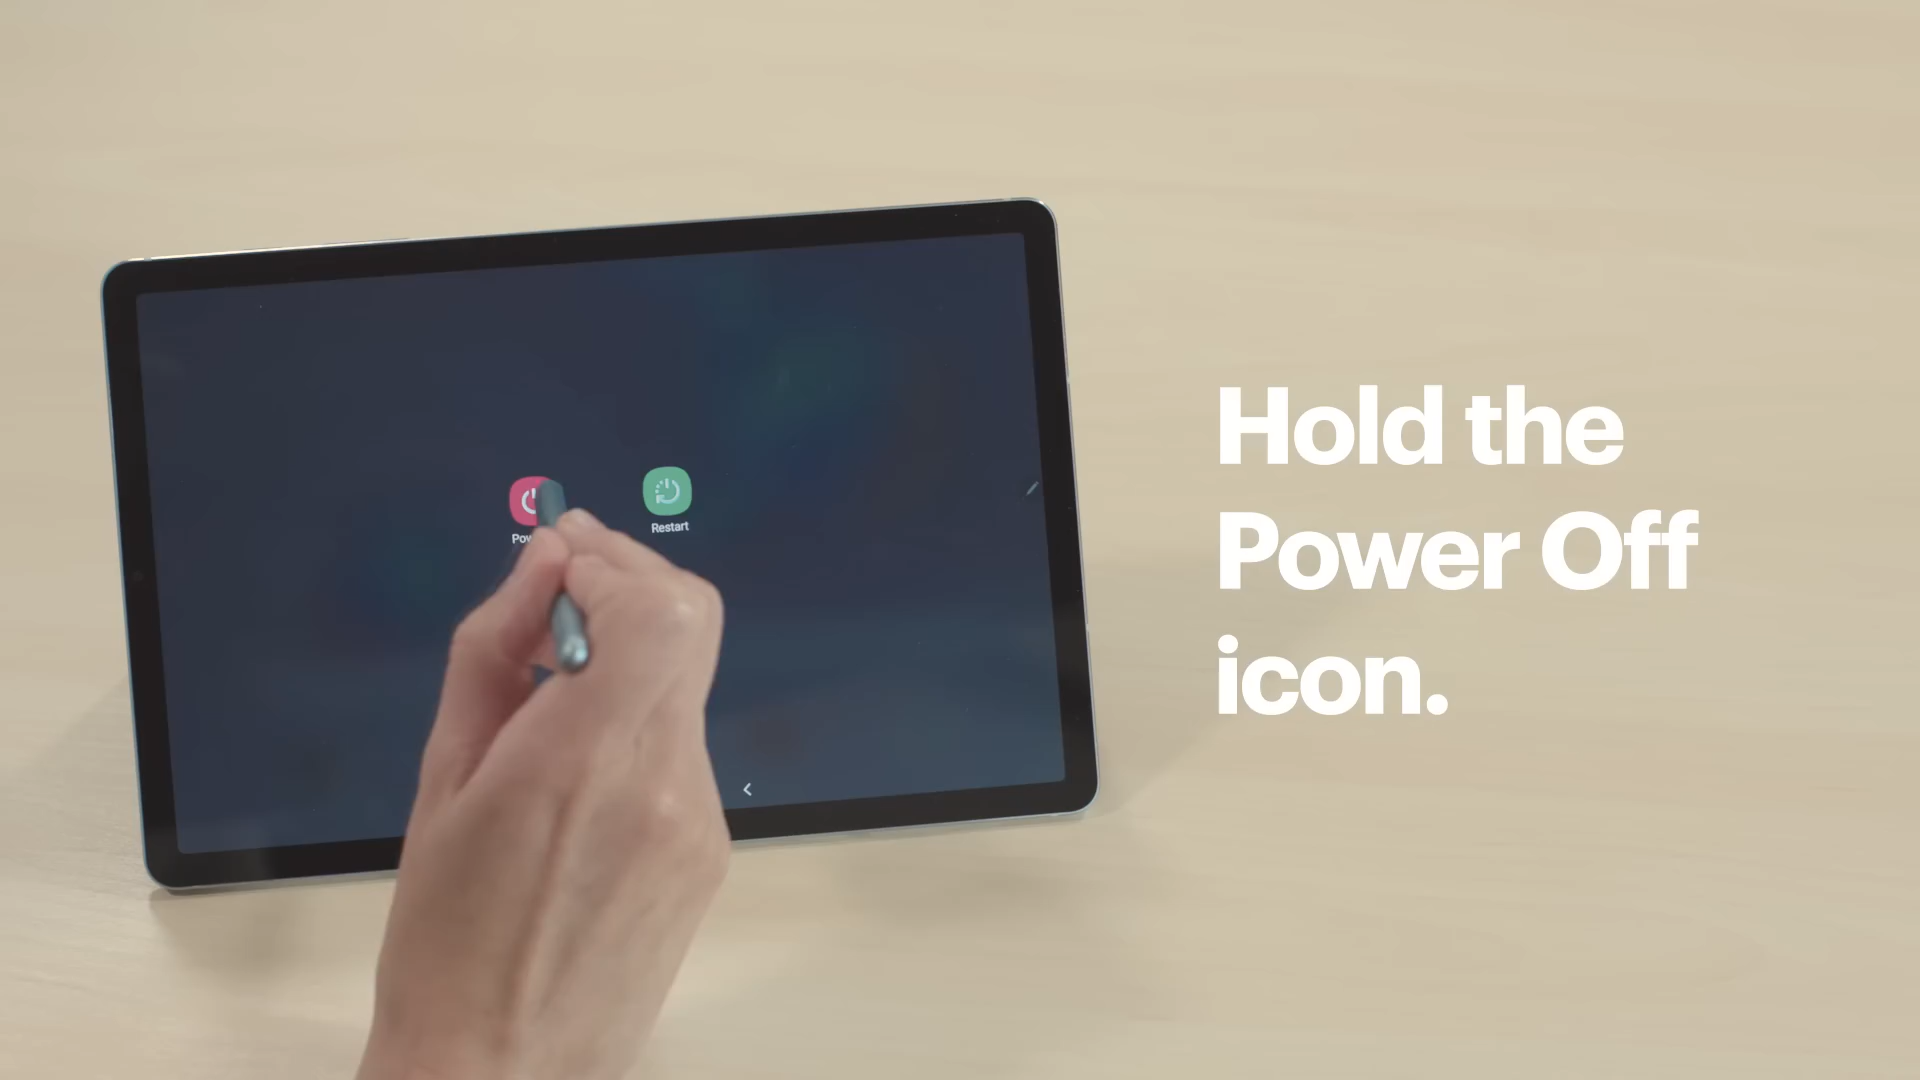 Hold the
Power Off
icon.
Restart